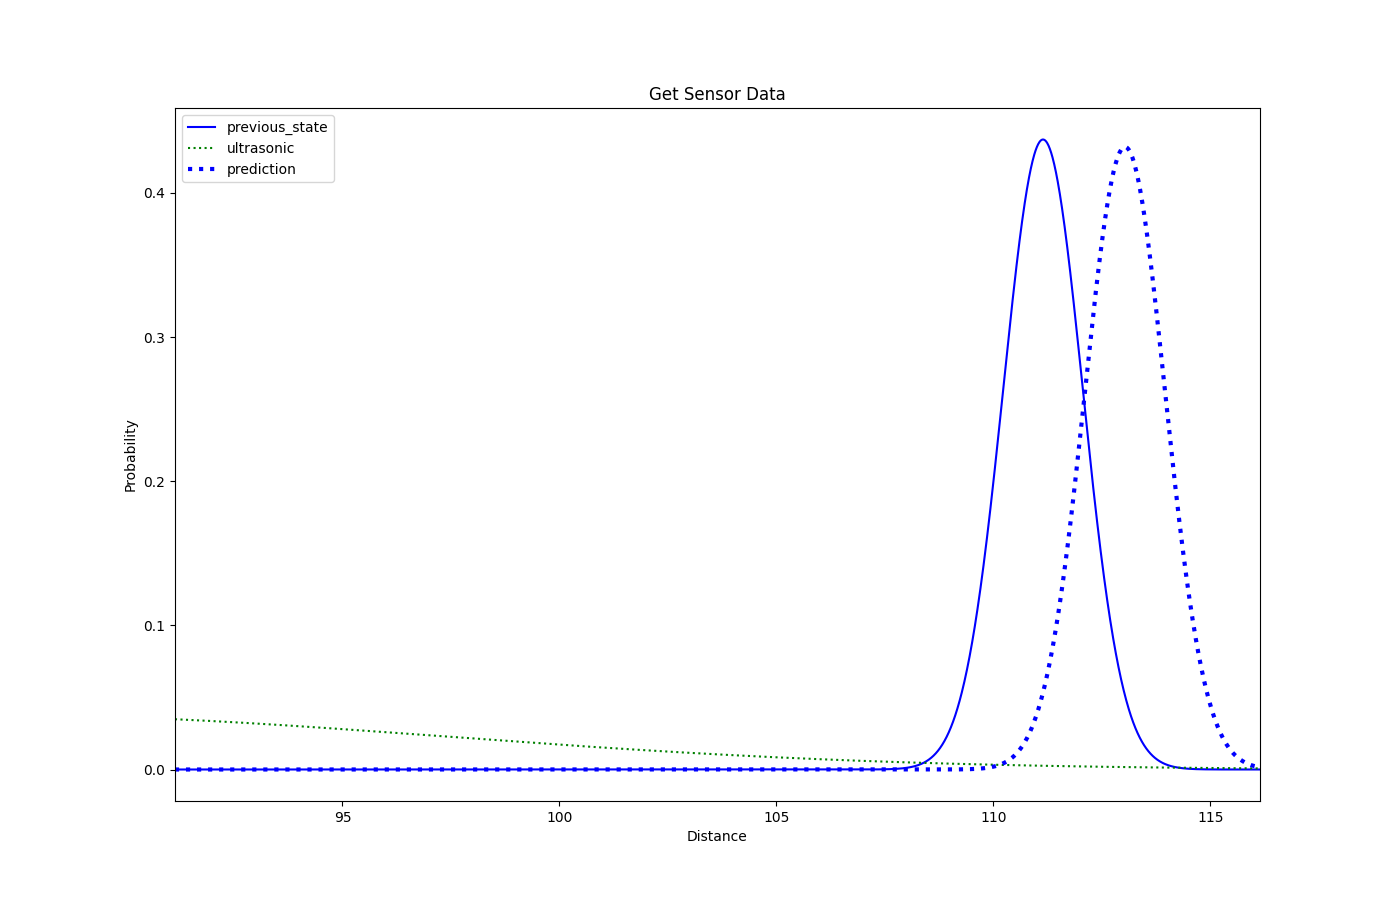 Get Sensor Data
previous_state
ultrasonic
prediction
0.4
0.3
0.2
0.1
0.0
Probability
95 100 105 110 115
Distance